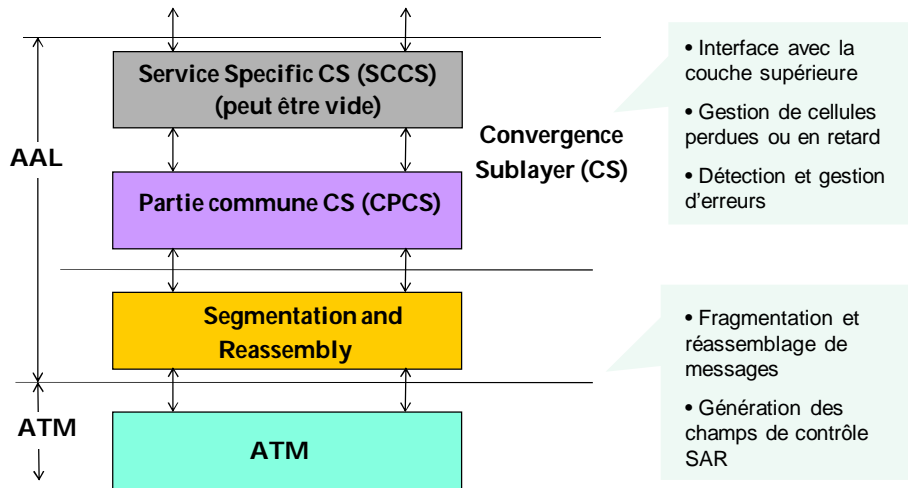 Service Specific CS (SCCS)
(peut être vide)
AAL
Convergence
Sublayer (CS)
Partie commune CS (CPCS)
Segmentation and
Reassembly
ATM
ATM
• Interface avec la
couche supérieure
• Gestion de cellules
perdues ou en retard
• Détection et gestion
d'erreurs
• Fragmentation et
réassemblage de
messages
• Génération des
champs de contrôle
SAR